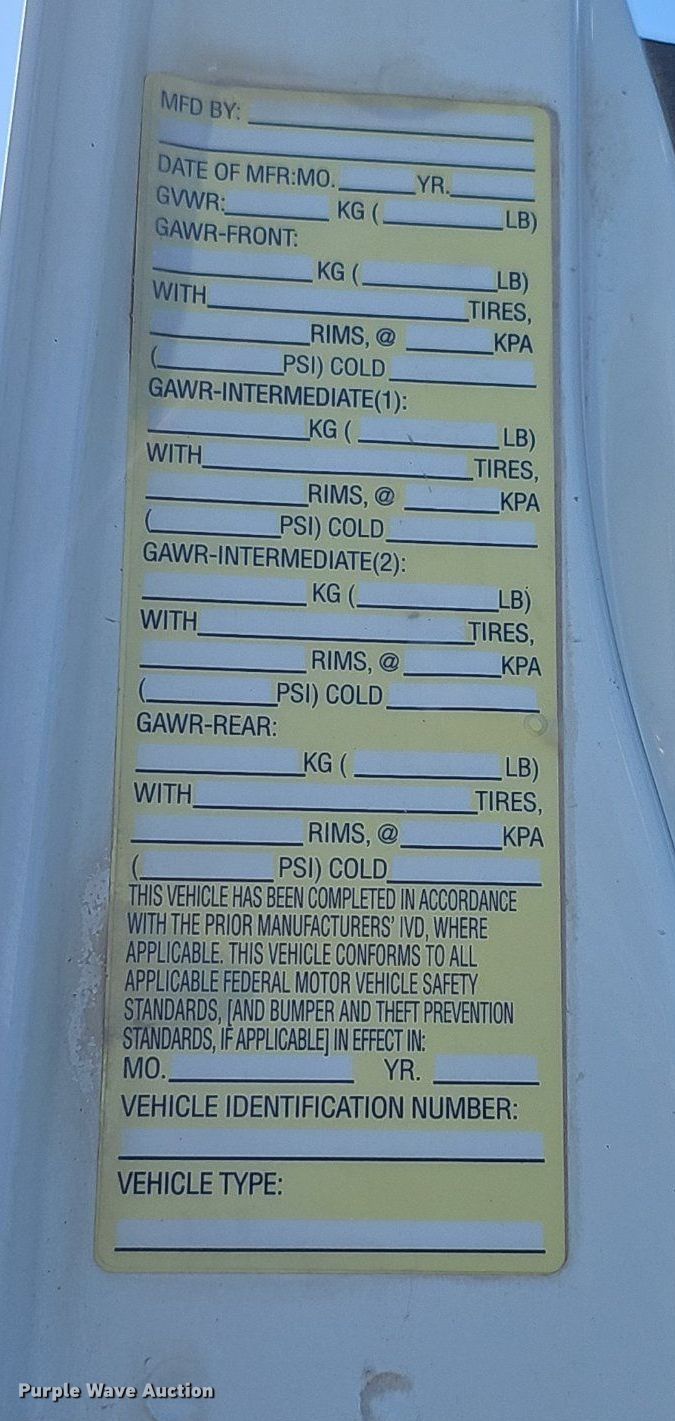 MFD BY:
DATE OF MFR:MO. YR.
GVWR: KG ( LB)
GAWR-FRONT:
KG ( LB)
WITH TIRES,
RIMS, @ KPA
( PSI) COLD
GAWR-INTERMEDIATE(1):
KG ( LB)
WITH TIRES,
RIMS, @ KPA
( PSI) COLD
GAWR-INTERMEDIATE(2):
KG ( LB)
WITH TIRES,
RIMS, @ KPA
( PSI) COLD
GAWR-REAR:
KG ( LB)
WITH TIRES,
RIMS, @ KPA
( PSI) COLD
THIS VEHICLE HAS BEEN COMPLETED IN ACCORDANCE
WITH THE PRIOR MANUFACTURERS' IVD, WHERE
APPLICABLE. THIS VEHICLE CONFORMS TO ALL
APPLICABLE FEDERAL MOTOR VEHICLE SAFETY
STANDARDS, [AND BUMPER AND THEFT PREVENTION
STANDARDS, IF APPLICABLE] IN EFFECT IN:
MO. YR.
VEHICLE IDENTIFICATION NUMBER:
VEHICLE TYPE:
Purple Wave Auction